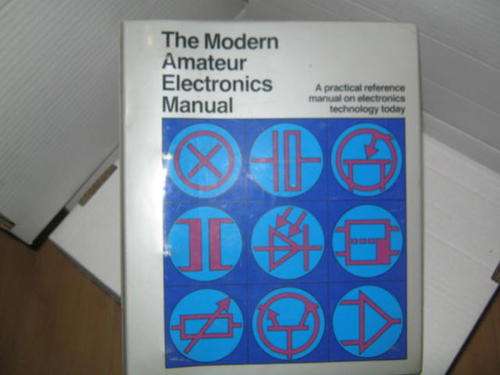 The Modern
Amateur
Electronics
Manual
A practical reference
manual on electronics
technology today